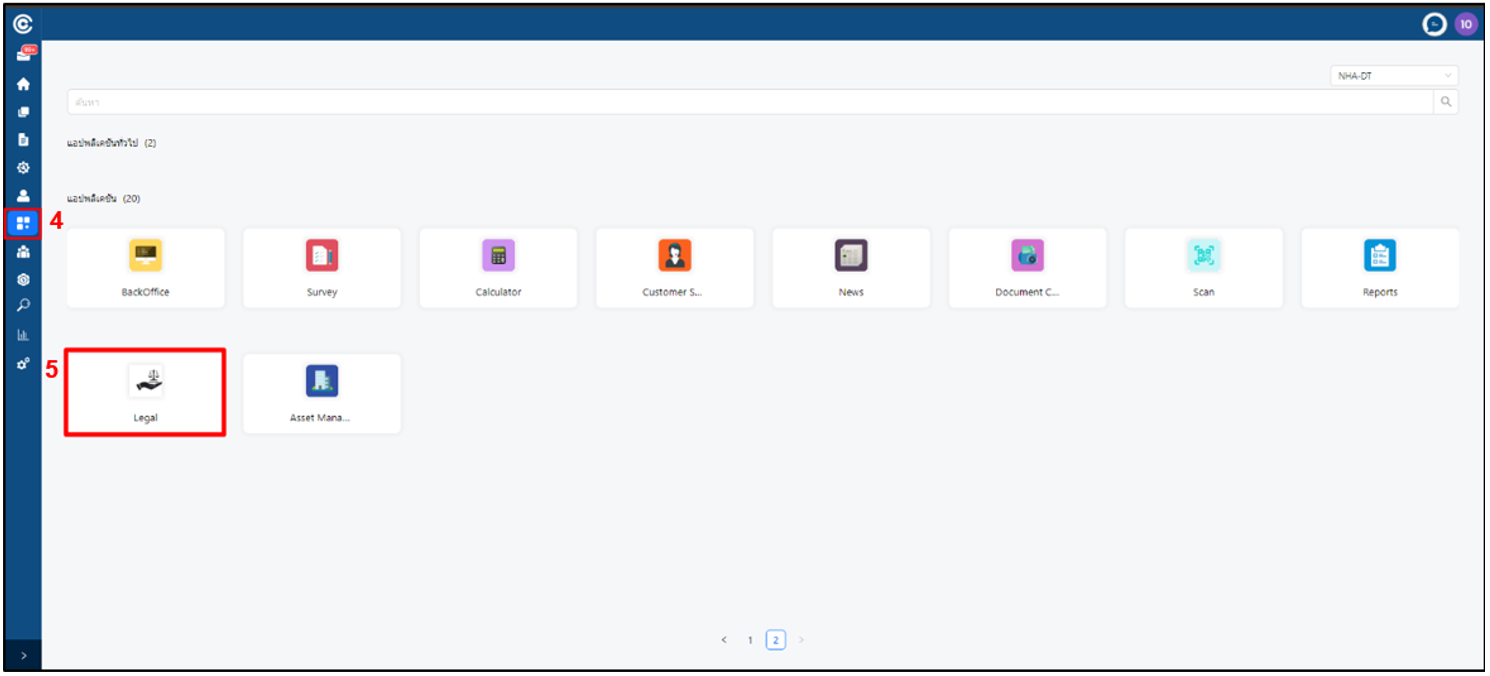 99+
10
NHA-DT
ค้นหา
แอปพลิเคชันทั่วไป (2)
แอปพลิเคชัน (20)
4
BackOffice
Survey
Calculator
Customer S...
News
Document C...
Scan
Reports
5
Legal
Asset Mana...
< 1 2 >
>